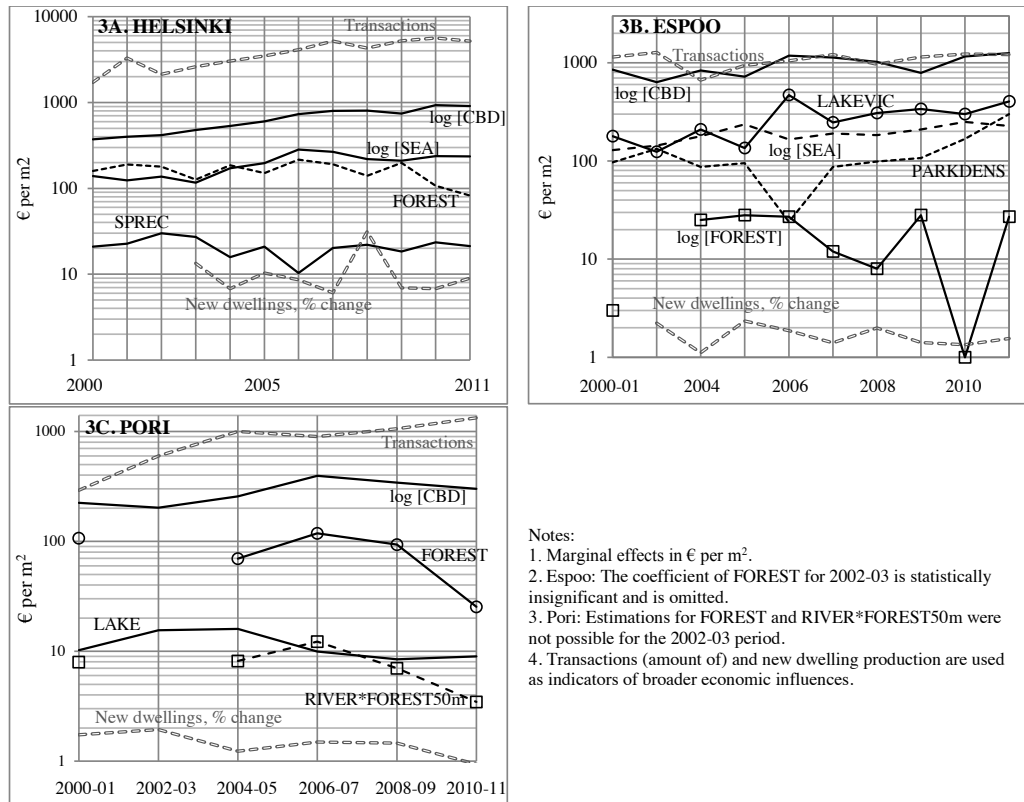 3A. HELSINKI
10000
Transactions
1000
log [CBD]
log [SEA]
100
FOREST
SPREC
10
New dwellings, % change
1
€ per m2
2000 2005 2011
3B. ESPOO
Transactions
1000
log [CBD]
LAKEVIC
log [SEA]
100
PARKDENS
log [FOREST]
10
New dwellings, % change
1
€ per m2
2000-01 2004 2006 2008 2010
3C. PORI
1000
Transactions
log [CBD]
100
FOREST
LAKE
10
RIVER*FOREST50m
New dwellings, % change
1
€ per m2
2000-01 2002-03 2004-05 2006-07 2008-09 2010-11
Notes:
1. Marginal effects in € per m2.
2. Espoo: The coefficient of FOREST for 2002-03 is statistically
insignificant and is omitted.
3. Pori: Estimations for FOREST and RIVER*FOREST50m were
not possible for the 2002-03 period.
4. Transactions (amount of) and new dwelling production are used
as indicators of broader economic influences.